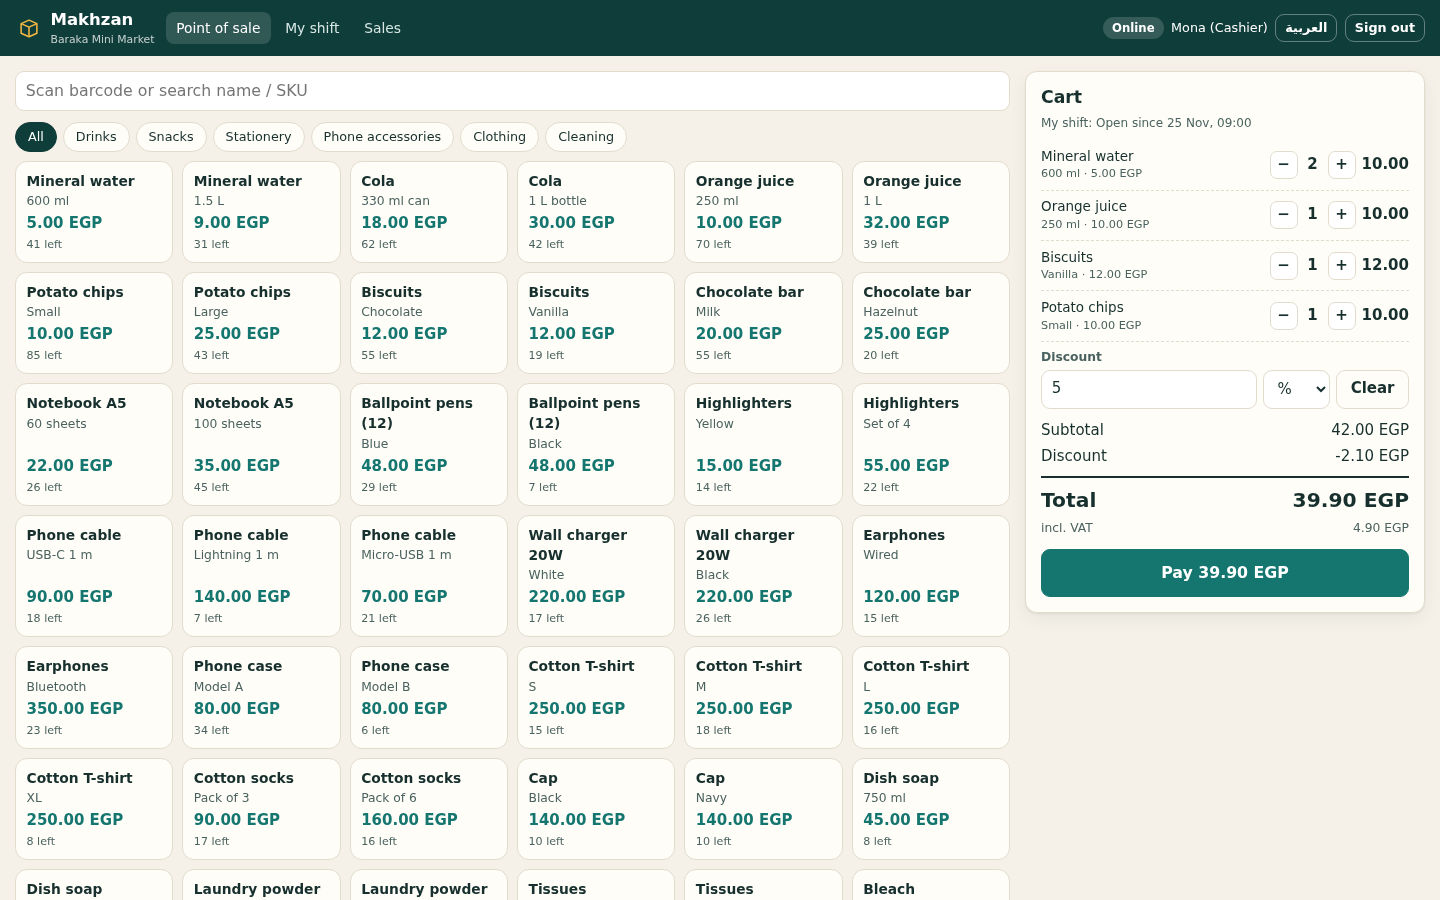 Makhzan
Baraka Mini Market
Point of sale
My shift
Sales
Online
Mona (Cashier)
العربية
Sign out
Scan barcode or search name / SKU
All
Drinks
Snacks
Stationery
Phone accessories
Clothing
Cleaning
Mineral water
600 ml
5.00 EGP
41 left
Mineral water
1.5 L
9.00 EGP
31 left
Cola
330 ml can
18.00 EGP
62 left
Cola
1 L bottle
30.00 EGP
42 left
Orange juice
250 ml
10.00 EGP
70 left
Orange juice
1 L
32.00 EGP
39 left
Potato chips
Small
10.00 EGP
85 left
Potato chips
Large
25.00 EGP
43 left
Biscuits
Chocolate
12.00 EGP
55 left
Biscuits
Vanilla
12.00 EGP
19 left
Chocolate bar
Milk
20.00 EGP
55 left
Chocolate bar
Hazelnut
25.00 EGP
20 left
Notebook A5
60 sheets
22.00 EGP
26 left
Notebook A5
100 sheets
35.00 EGP
45 left
Ballpoint pens
(12)
Blue
48.00 EGP
29 left
Ballpoint pens
(12)
Black
48.00 EGP
7 left
Highlighters
Yellow
15.00 EGP
14 left
Highlighters
Set of 4
55.00 EGP
22 left
Phone cable
USB-C 1 m
90.00 EGP
18 left
Phone cable
Lightning 1 m
140.00 EGP
7 left
Phone cable
Micro-USB 1 m
70.00 EGP
21 left
Wall charger
20W
White
220.00 EGP
17 left
Wall charger
20W
Black
220.00 EGP
26 left
Earphones
Wired
120.00 EGP
15 left
Earphones
Bluetooth
350.00 EGP
23 left
Phone case
Model A
80.00 EGP
34 left
Phone case
Model B
80.00 EGP
6 left
Cotton T-shirt
S
250.00 EGP
15 left
Cotton T-shirt
M
250.00 EGP
18 left
Cotton T-shirt
L
250.00 EGP
16 left
Cotton T-shirt
XL
250.00 EGP
8 left
Cotton socks
Pack of 3
90.00 EGP
17 left
Cotton socks
Pack of 6
160.00 EGP
16 left
Cap
Black
140.00 EGP
10 left
Cap
Navy
140.00 EGP
10 left
Dish soap
750 ml
45.00 EGP
8 left
Dish soap
Laundry powder
Laundry powder
Tissues
Tissues
Bleach
Cart
My shift: Open since 25 Nov, 09:00
Mineral water
600 ml · 5.00 EGP
− 2 + 10.00
Orange juice
250 ml · 10.00 EGP
− 1 + 10.00
Biscuits
Vanilla · 12.00 EGP
− 1 + 12.00
Potato chips
Small · 10.00 EGP
− 1 + 10.00
Discount
5 % Clear
Subtotal 42.00 EGP
Discount -2.10 EGP
Total 39.90 EGP
incl. VAT 4.90 EGP
Pay 39.90 EGP